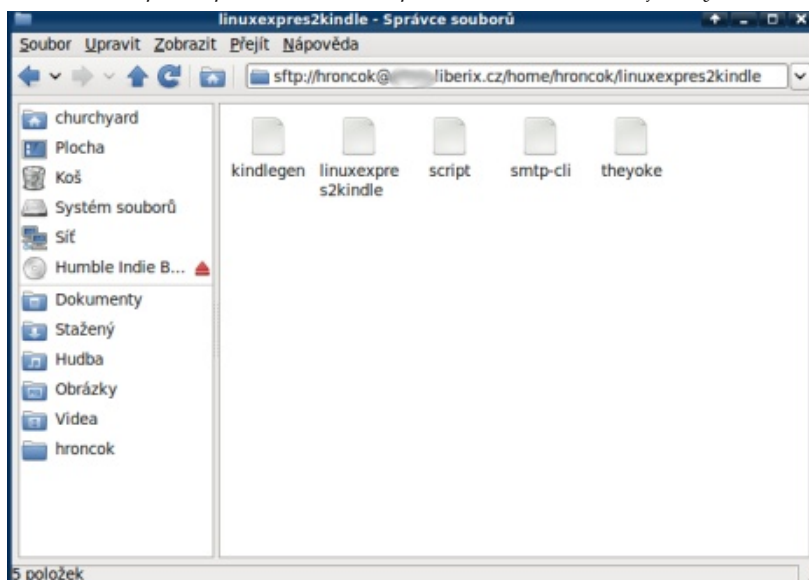 linuxexpres2kindle - Správce souborů
Soubor Upravit Zobrazit Přejít Nápověda
sftp://hroncok@ liberix.cz/home/hroncok/linuxexpres2kindle
churchyard
Plocha
Koš
Systém souborů
Síť
Humble Indie B...
Dokumenty
Stažený
Hudba
Obrázky
Videa
hroncok
kindlegen linuxexpre script smtp-cli theyoke
s2kindle
5 položek